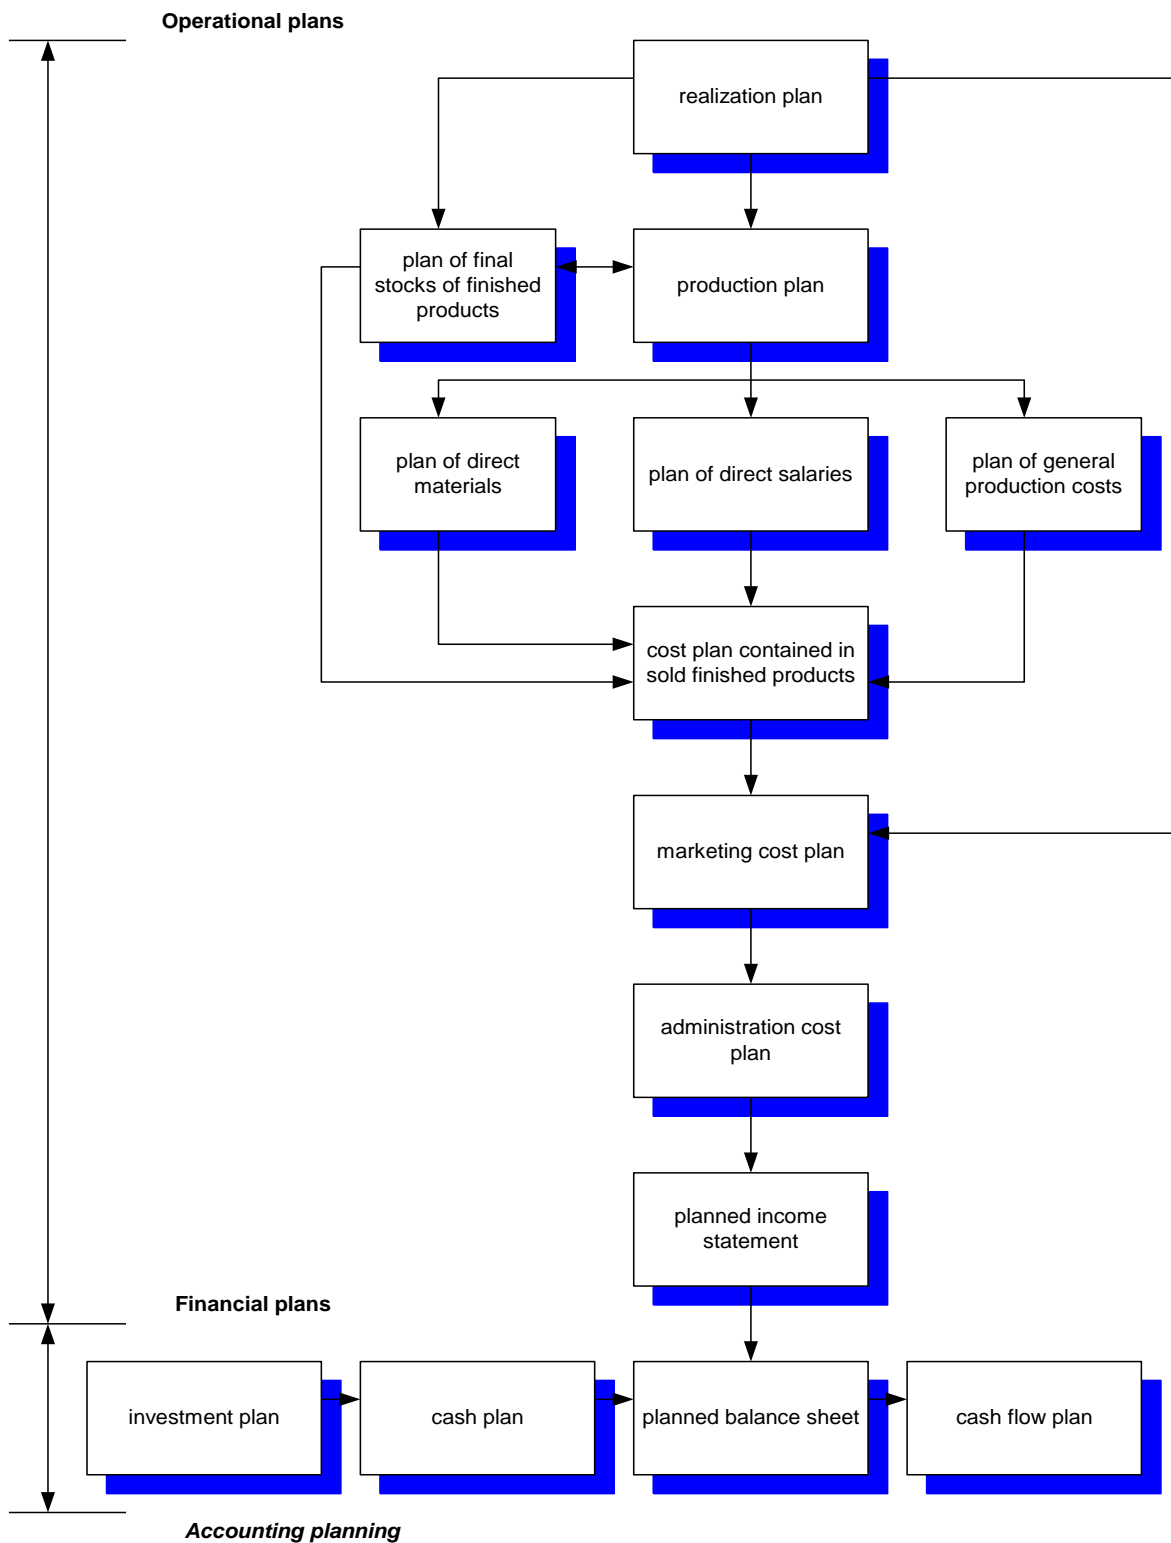 Operational plans
realization plan
plan of final
stocks of finished
products
production plan
plan of direct
materials
plan of direct salaries
plan of general
production costs
cost plan contained in
sold finished products
marketing cost plan
administration cost
plan
planned income
statement
Financial plans
investment plan
cash plan
planned balance sheet
cash flow plan
Accounting planning